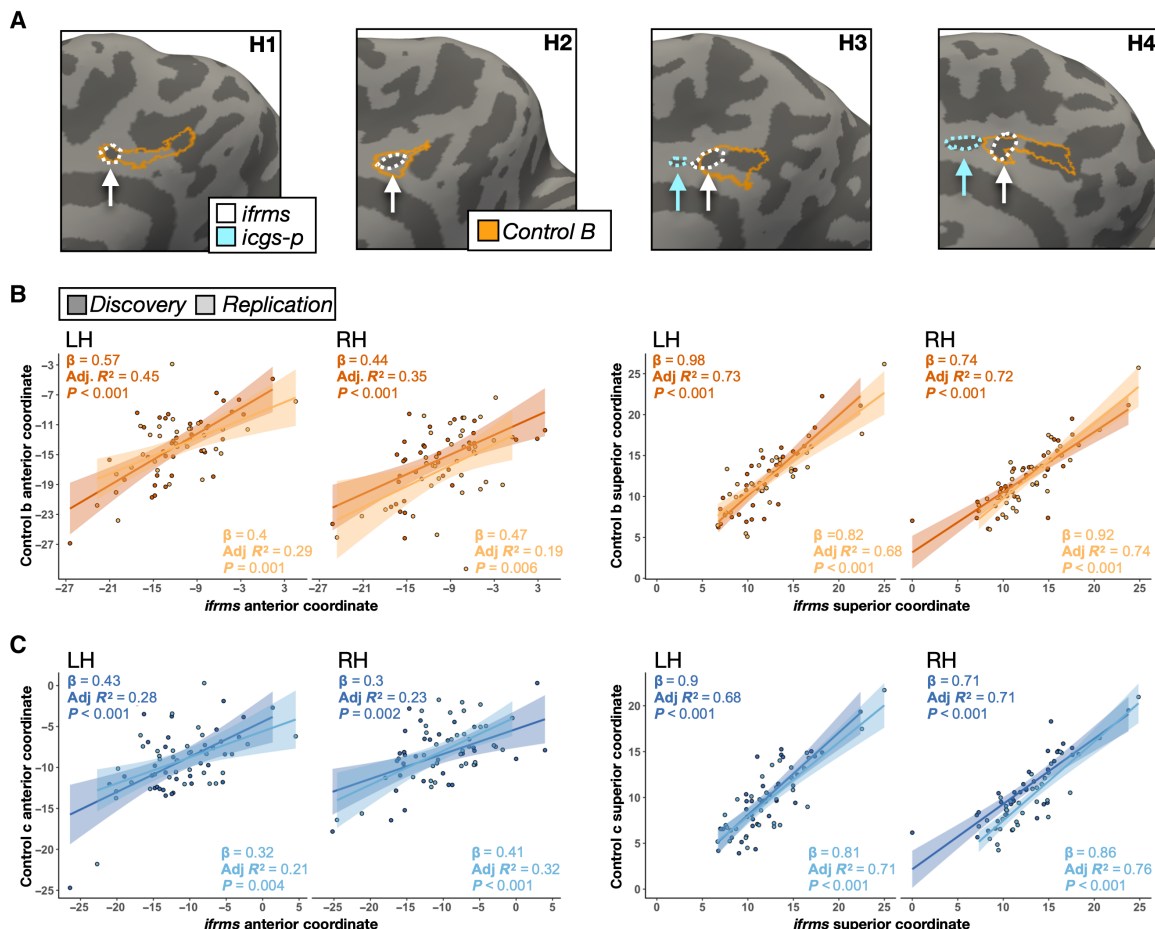 A
H1
H2
H3
H4
ifrms
icgs-p
Control B
B
Discovery
Replication
LH
β = 0.57
Adj. R² = 0.45
P < 0.001
RH
β = 0.44
Adj. R² = 0.35
P < 0.001
LH
β = 0.98
Adj R² = 0.73
P < 0.001
RH
β = 0.74
Adj R² = 0.72
P < 0.001
Control b anterior coordinate
−3
−7
−11
−15
−19
−23
−27
β = 0.4
Adj R² = 0.29
P = 0.001
β = 0.47
Adj R² = 0.19
P = 0.006
−27 −21 −15 −9 −3 3
−27 −21 −15 −9 −3 3
ifrms anterior coordinate
Control b superior coordinate
25
20
15
10
5
0
β = 0.82
Adj R² = 0.68
P < 0.001
β = 0.92
Adj R² = 0.74
P < 0.001
0 5 10 15 20 25
0 5 10 15 20 25
ifrms superior coordinate
C
LH
β = 0.43
Adj R² = 0.28
P < 0.001
RH
β = 0.3
Adj R² = 0.23
P = 0.002
LH
β = 0.9
Adj R² = 0.68
P < 0.001
RH
β = 0.71
Adj R² = 0.71
P < 0.001
Control c anterior coordinate
0
−5
−10
−15
−20
−25
β = 0.32
Adj R² = 0.21
P = 0.004
β = 0.41
Adj R² = 0.32
P < 0.001
−25 −20 −15 −10 −5 0 5
−25 −20 −15 −10 −5 0 5
ifrms anterior coordinate
Control c superior coordinate
20
15
10
5
0
β = 0.81
Adj R² = 0.71
P < 0.001
β = 0.86
Adj R² = 0.76
P < 0.001
0 5 10 15 20 25
0 5 10 15 20 25
ifrms superior coordinate